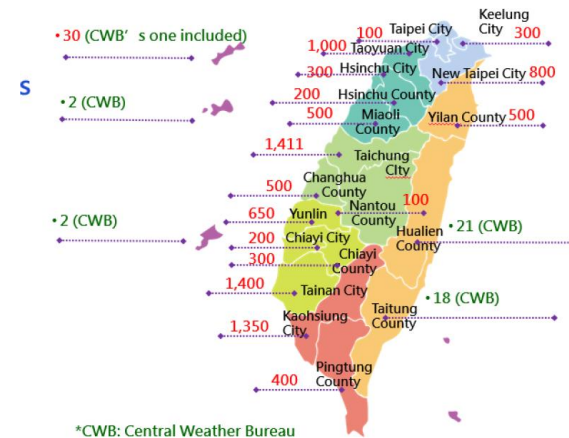 Keelung
City
300
Taipei City
100
•30 (CWB's one included)
1,000 Taoyuan City
300 Hsinchu City
New Taipei City 800
S
200 Hsinchu County
•2 (CWB)
500 Miaoli
County
Yilan County 500
1,411
Taichung
City
Changhua
County
500
100
Nantou
County
650 Yunlin
•2 (CWB)
200 Chiayi City
Hualien
County
•21 (CWB)
300 Chiayi
County
1,400 Tainan City
•18 (CWB)
Taitung
County
Kaohsiung
City
1,350
Pingtung
County
400
*CWB: Central Weather Bureau